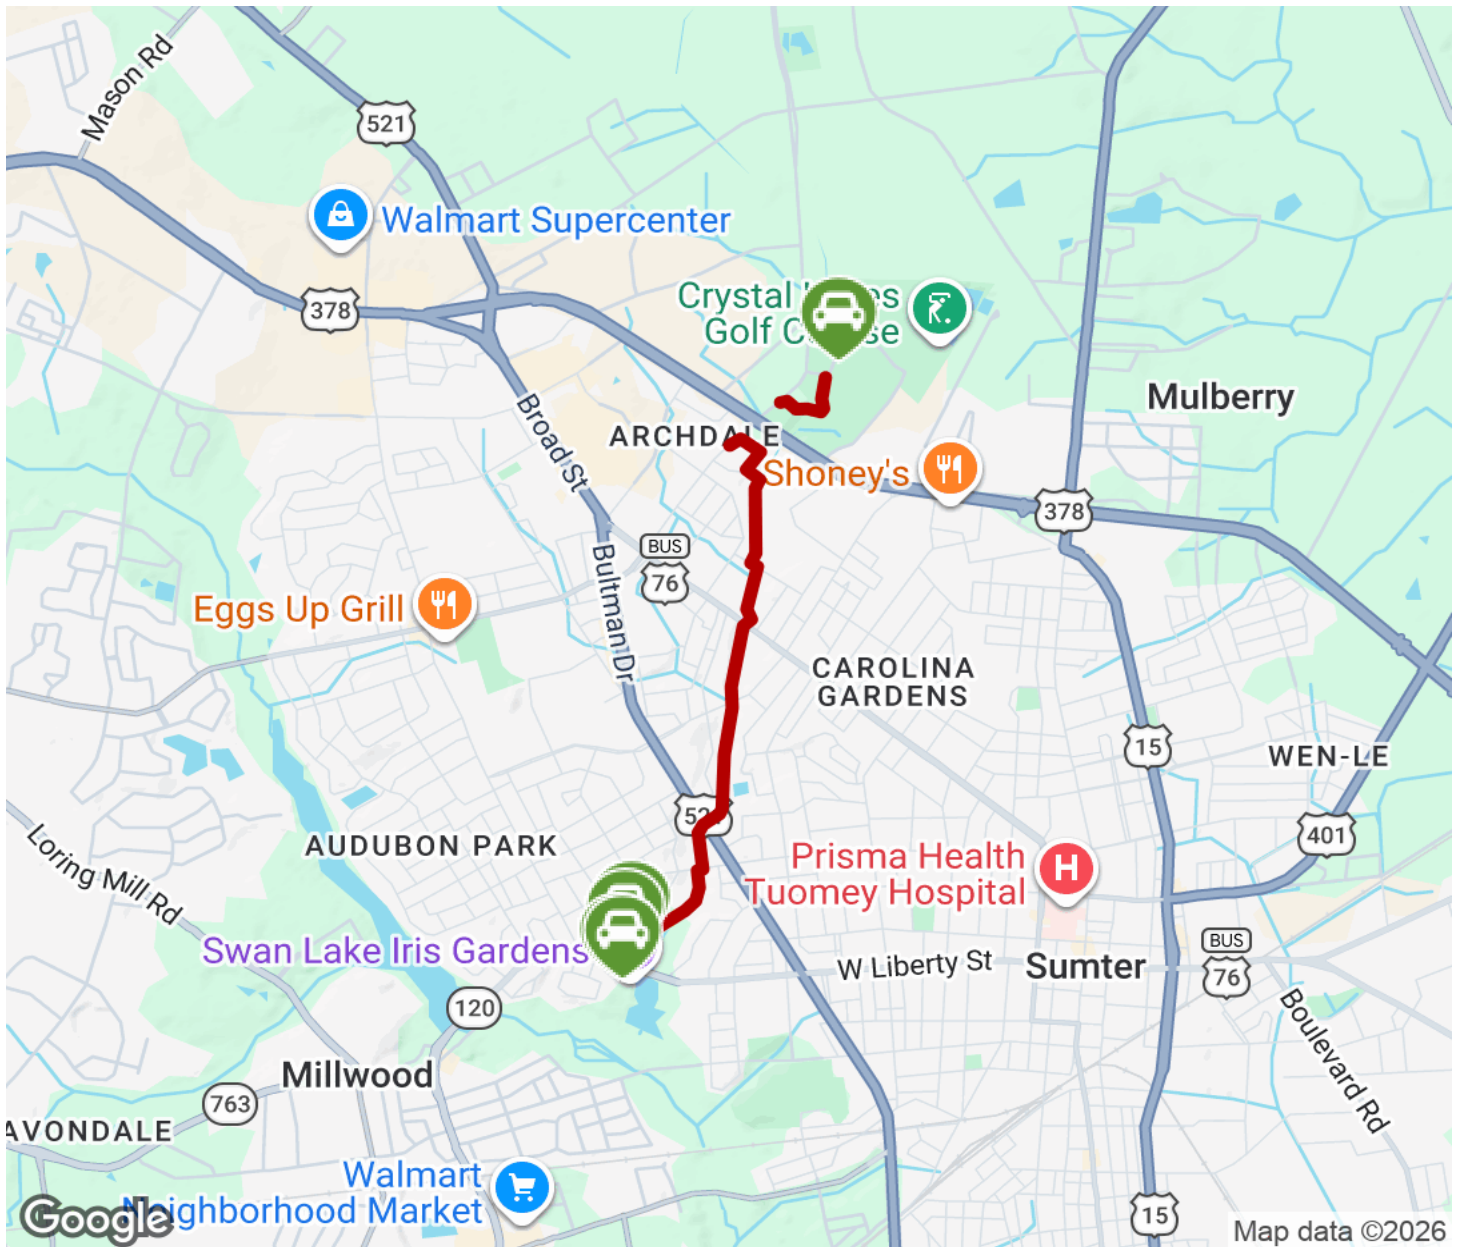 Mason Rd
521
Walmart Supercenter
378
Crystal
Golf
Mulberry
Broad St
ARCHDALE
Shoney's
378
BUS
76
Bultman Dr
Eggs Up Grill
CAROLINA
GARDENS
15
WEN-LE
401
Loring Mill Rd
AUDUBON PARK
Prisma Health
Tuomey Hospital
Swan Lake Iris Gardens
W Liberty St
Sumter
BUS
76
120
Boulevard Rd
Millwood
763
AVONDALE
Walmart
Neighborhood Market
15
Google
Map data ©2026